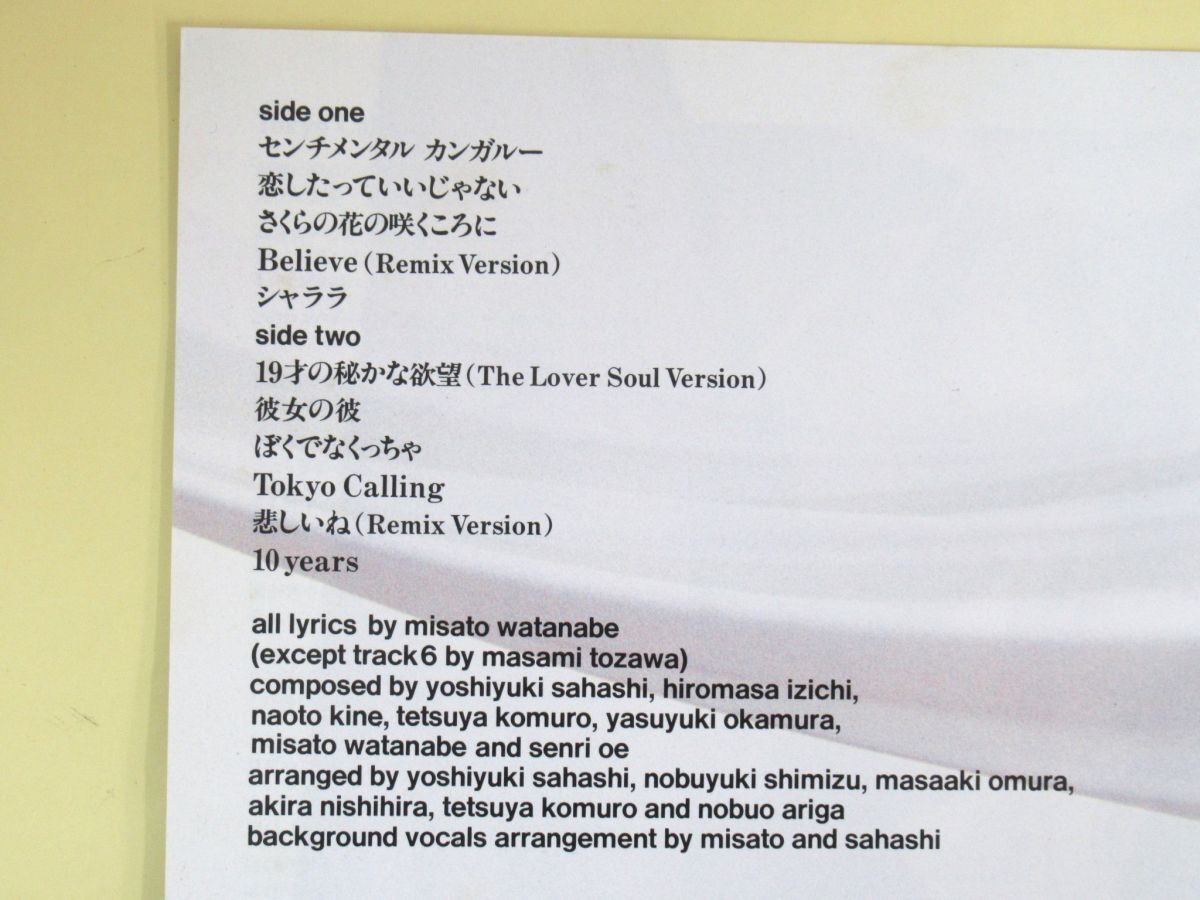 side one
センチメンタル カンガルー
恋したっていいじゃない
さくらの花の咲くころに
Believe (Remix Version)
シャララ
side two
19才の秘かな欲望 (The Lover Soul Version)
彼女の彼
ぼくでなくっちゃ
Tokyo Calling
悲しいね (Remix Version)
10 years
all lyrics by misato watanabe
(except track 6 by masami tozawa)
composed by yoshiyuki sahashi, hiromasa izichi,
naoto kine, tetsuya komuro, yasuyuki okamura,
misato watanabe and senri oe
arranged by yoshiyuki sahashi, nobuyuki shimizu, masaaki omura,
akira nishihira, tetsuya komuro and nobuo ariga
background vocals arrangement by misato and sahashi